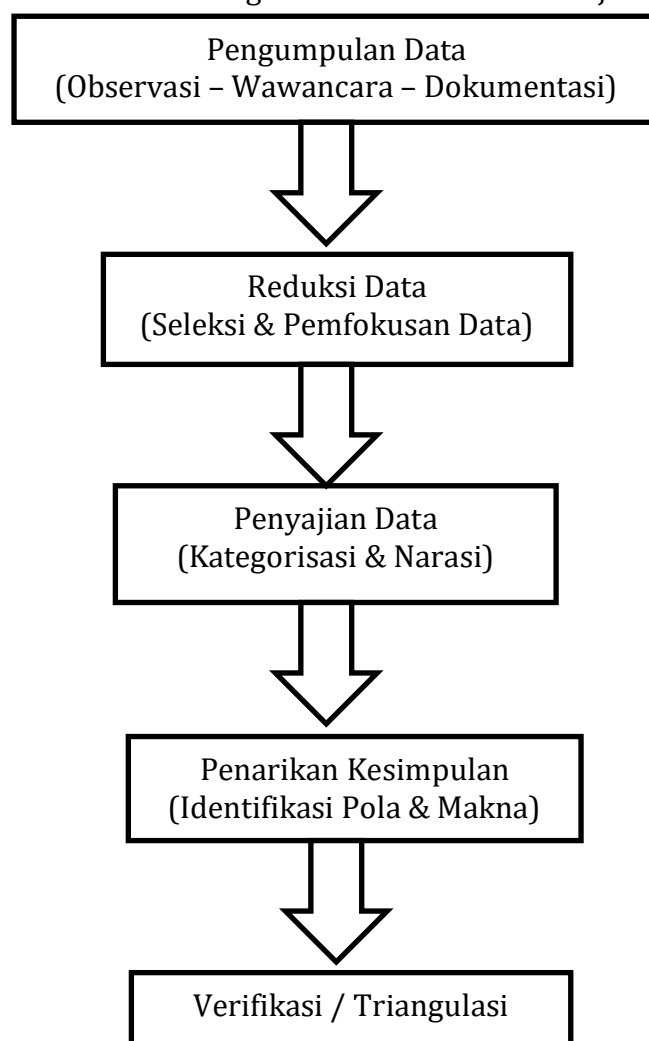 Pengumpulan Data
(Observasi – Wawancara – Dokumentasi)
Reduksi Data
(Seleksi & Pemfokusan Data)
Penyajian Data
(Kategorisasi & Narasi)
Penarikan Kesimpulan
(Identifikasi Pola & Makna)
Verifikasi / Triangulasi